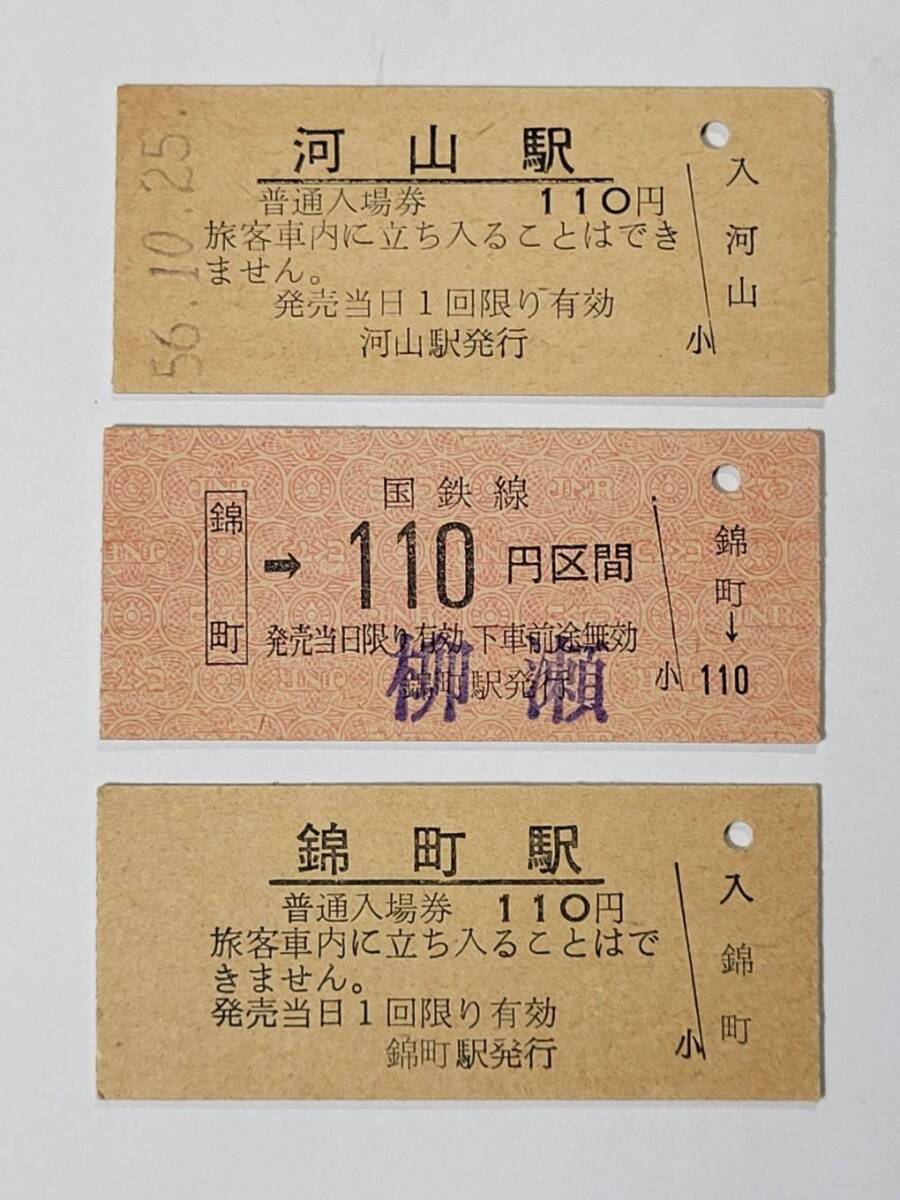 56.10.25.
河山駅
普通入場券 110円
旅客車内に立ち入ることはでき
ません。
発売当日1回限り有効
河山駅発行
入
河山
小
国鉄線
錦町
→ 110 円区間
発売当日限り有効 下車前途無効
錦町駅発行
柳瀬
錦町→
小 110
錦町駅
普通入場券 110円
旅客車内に立ち入ることはで
きません。
発売当日1回限り有効
錦町駅発行
入
錦町
小